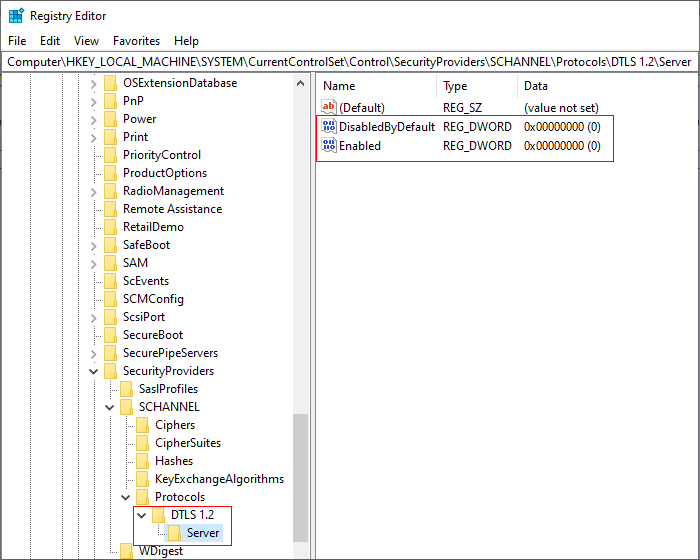 Registry Editor
File Edit View Favorites Help
Computer\HKEY_LOCAL_MACHINE\SYSTEM\CurrentControlSet\Control\SecurityProviders\SCHANNEL\Protocols\DTLS 1.2\Server
OSExtensionDatabase
PnP
Power
Print
PriorityControl
ProductOptions
RadioManagement
Remote Assistance
RetailDemo
SafeBoot
SAM
ScEvents
SCMConfig
ScsiPort
SecureBoot
SecurePipeServers
SecurityProviders
SaslProfiles
SCHANNEL
Ciphers
CipherSuites
Hashes
KeyExchangeAlgorithms
Protocols
DTLS 1.2
Server
WDigest
Name Type Data
ab (Default) REG_SZ (value not set)
DisabledByDefault REG_DWORD 0x00000000 (0)
Enabled REG_DWORD 0x00000000 (0)